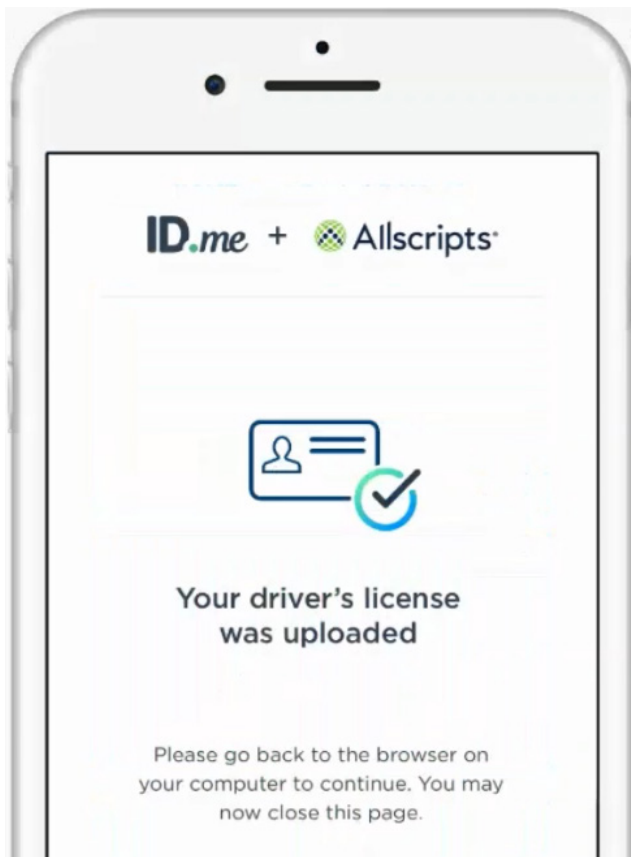 ID.me + Allscripts
Your driver's license
was uploaded
Please go back to the browser on
your computer to continue. You may
now close this page.